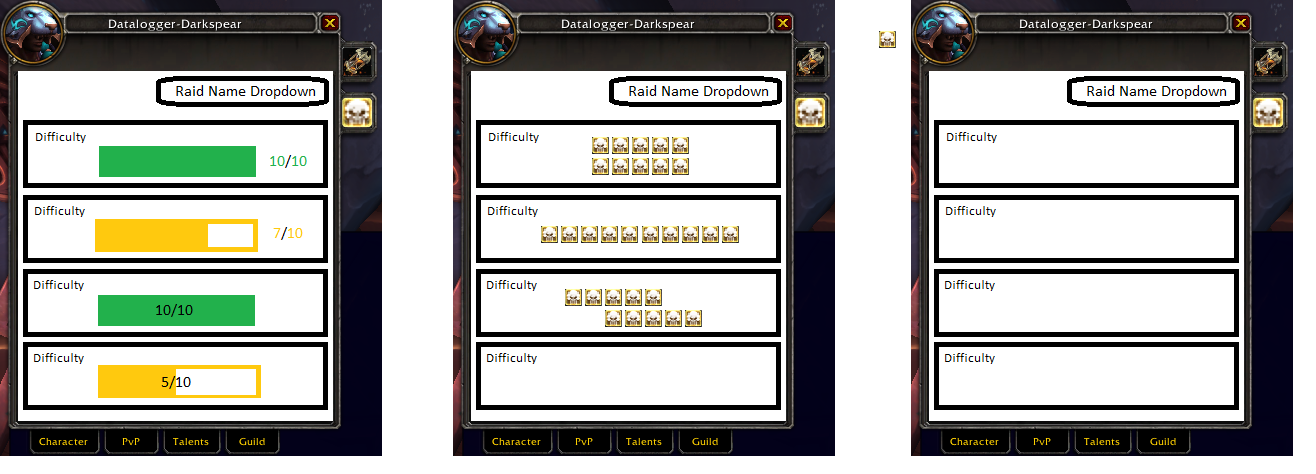 Datalogger-Darkspear
Raid Name Dropdown
Difficulty
10/10
Difficulty
7/10
Difficulty
10/10
Difficulty
5/10
Character
PvP
Talents
Guild
Datalogger-Darkspear
Raid Name Dropdown
Difficulty
Difficulty
Difficulty
Difficulty
Character
PvP
Talents
Guild
Datalogger-Darkspear
Raid Name Dropdown
Difficulty
Difficulty
Difficulty
Difficulty
Character
PvP
Talents
Guild